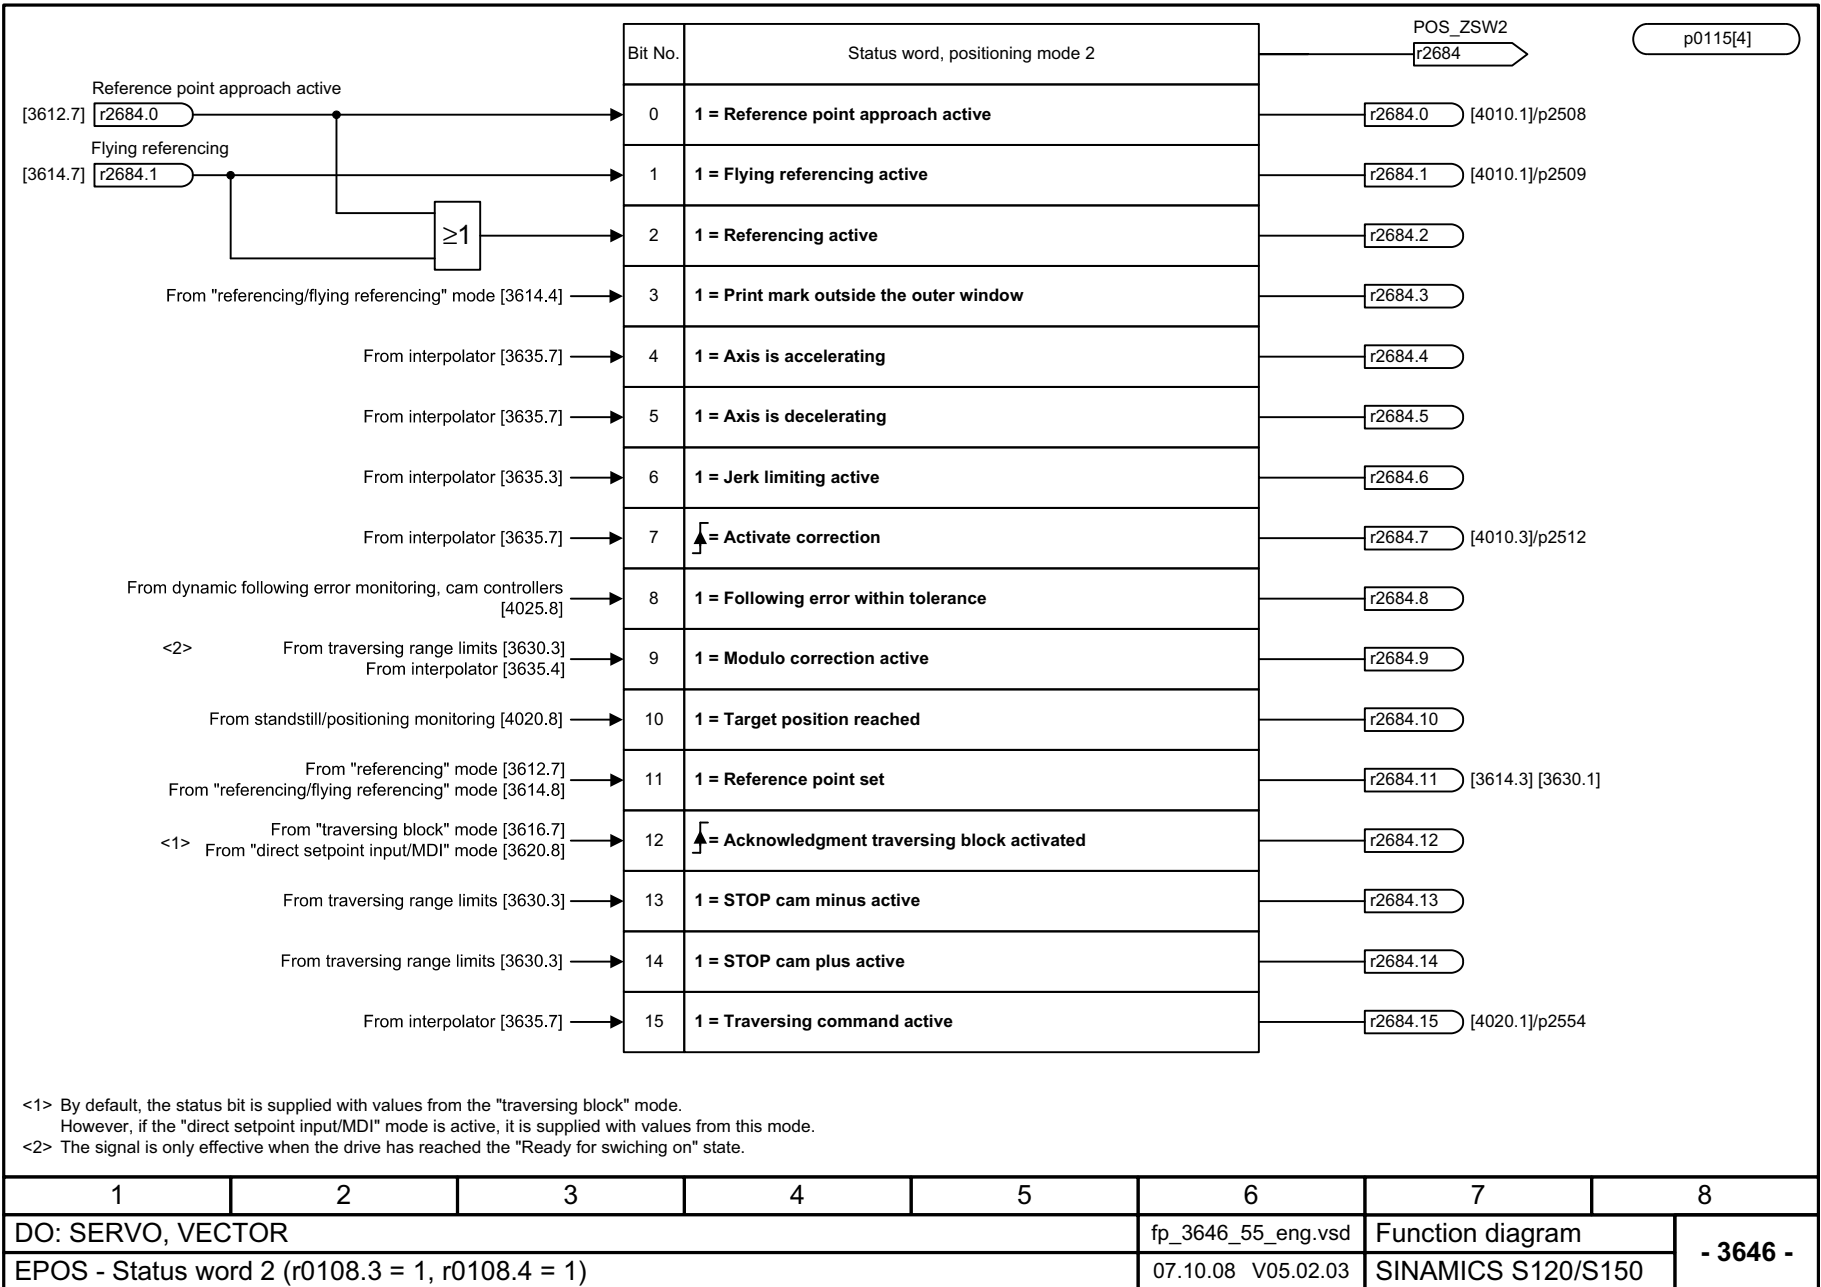 Bit No. Status word, positioning mode 2 POS_ZSW2 r2684 p0115[4]
Reference point approach active
[3612.7] r2684.0 0 1 = Reference point approach active r2684.0 [4010.1]/p2508
Flying referencing
[3614.7] r2684.1 1 1 = Flying referencing active r2684.1 [4010.1]/p2509
≥1 2 1 = Referencing active r2684.2
From "referencing/flying referencing" mode [3614.4] 3 1 = Print mark outside the outer window r2684.3
From interpolator [3635.7] 4 1 = Axis is accelerating r2684.4
From interpolator [3635.7] 5 1 = Axis is decelerating r2684.5
From interpolator [3635.3] 6 1 = Jerk limiting active r2684.6
From interpolator [3635.7] 7 = Activate correction r2684.7 [4010.3]/p2512
From dynamic following error monitoring, cam controllers
[4025.8] 8 1 = Following error within tolerance r2684.8
<2> From traversing range limits [3630.3]
From interpolator [3635.4] 9 1 = Modulo correction active r2684.9
From standstill/positioning monitoring [4020.8] 10 1 = Target position reached r2684.10
From "referencing" mode [3612.7]
From "referencing/flying referencing" mode [3614.8] 11 1 = Reference point set r2684.11 [3614.3] [3630.1]
From "traversing block" mode [3616.7]
<1> From "direct setpoint input/MDI" mode [3620.8] 12 = Acknowledgment traversing block activated r2684.12
From traversing range limits [3630.3] 13 1 = STOP cam minus active r2684.13
From traversing range limits [3630.3] 14 1 = STOP cam plus active r2684.14
From interpolator [3635.7] 15 1 = Traversing command active r2684.15 [4020.1]/p2554
<1> By default, the status bit is supplied with values from the "traversing block" mode.
However, if the "direct setpoint input/MDI" mode is active, it is supplied with values from this mode.
<2> The signal is only effective when the drive has reached the "Ready for swiching on" state.
1 2 3 4 5 6 7 8
DO: SERVO, VECTOR fp_3646_55_eng.vsd Function diagram - 3646 -
EPOS - Status word 2 (r0108.3 = 1, r0108.4 = 1) 07.10.08 V05.02.03 SINAMICS S120/S150